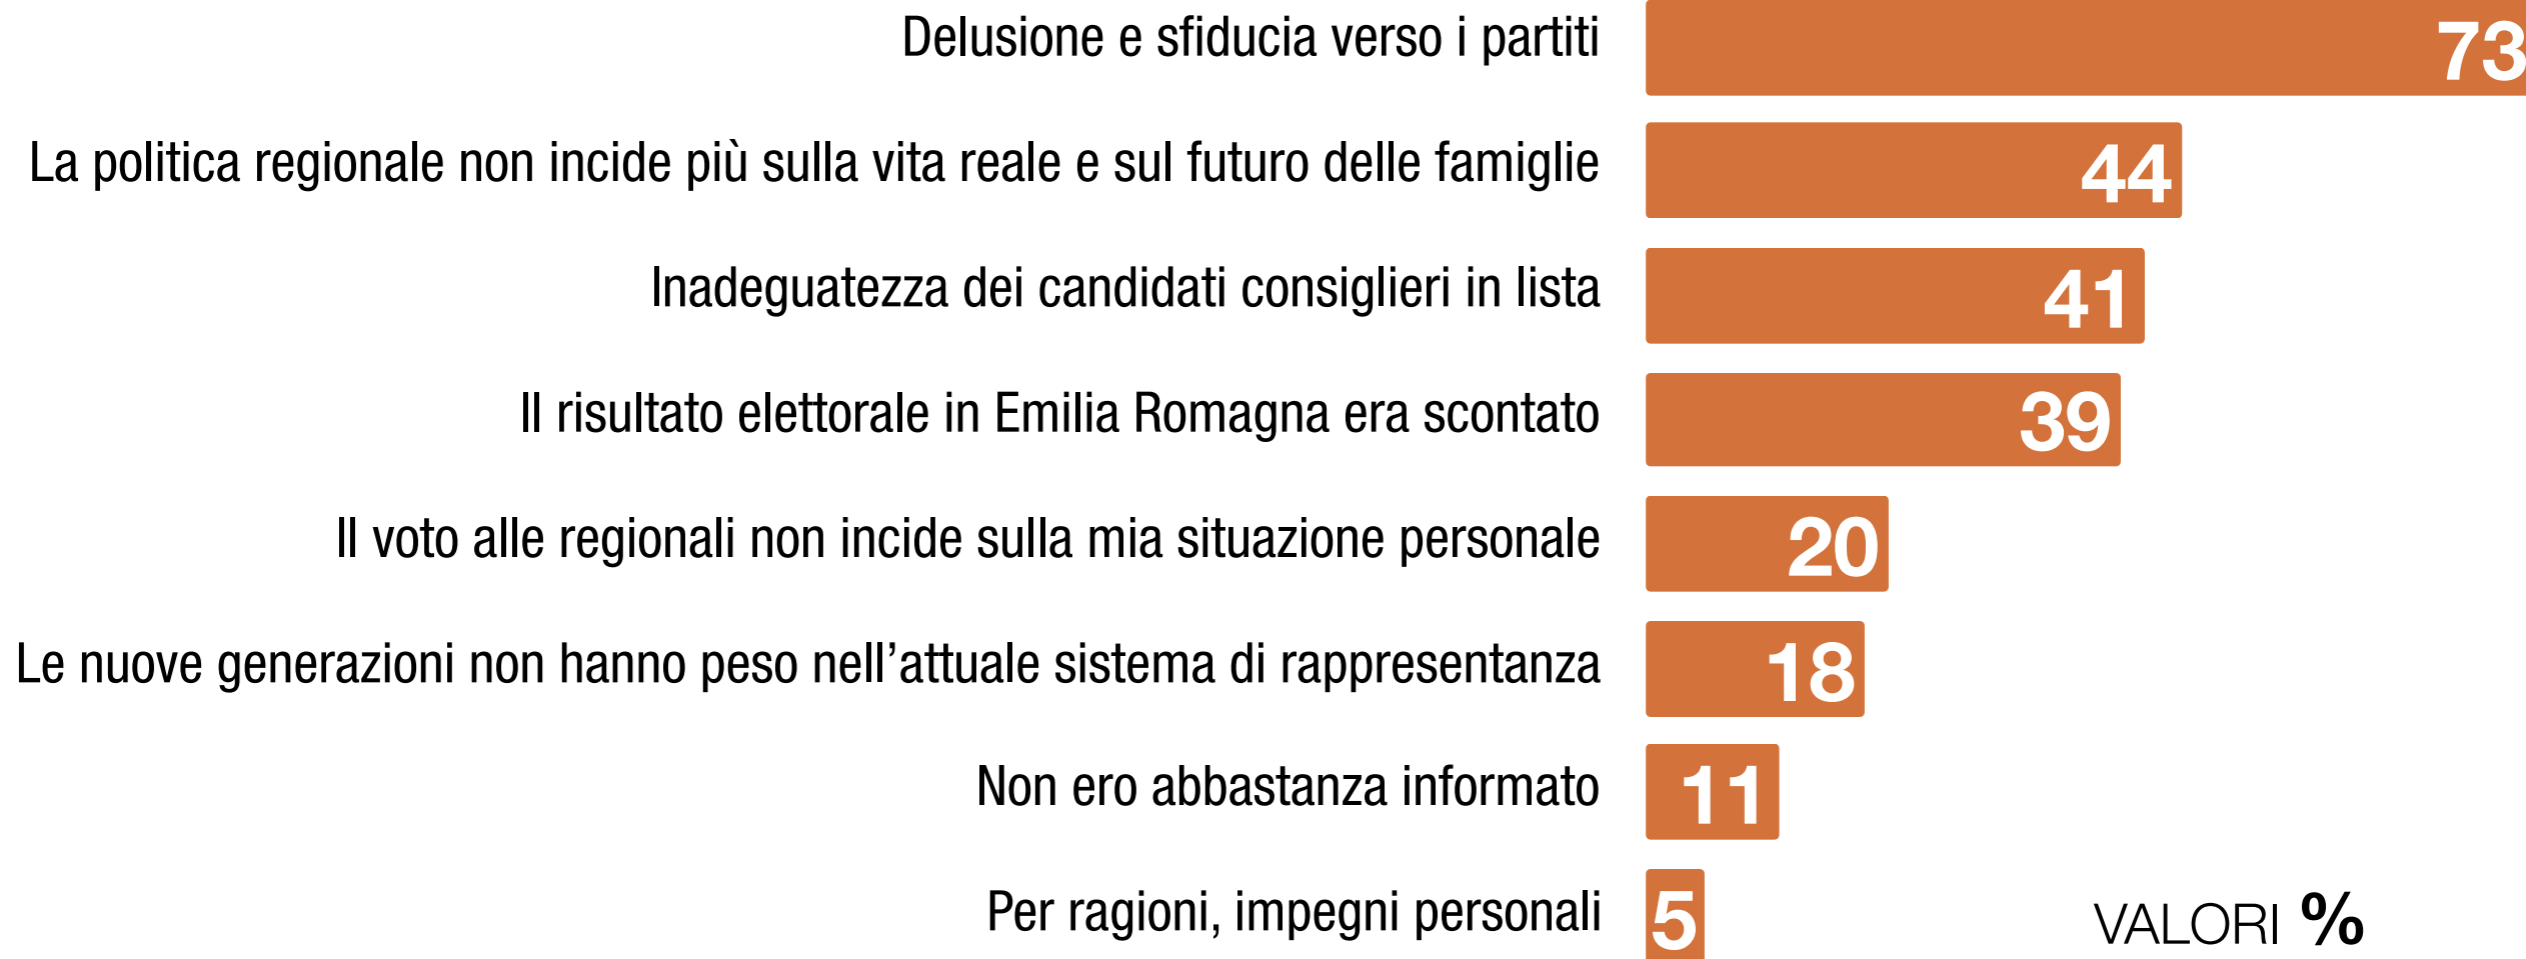 Delusione e sfiducia verso i partiti 73
La politica regionale non incide più sulla vita reale e sul futuro delle famiglie 44
Inadeguatezza dei candidati consiglieri in lista 41
Il risultato elettorale in Emilia Romagna era scontato 39
Il voto alle regionali non incide sulla mia situazione personale 20
Le nuove generazioni non hanno peso nell’attuale sistema di rappresentanza 18
Non ero abbastanza informato 11
Per ragioni, impegni personali 5
VALORI %